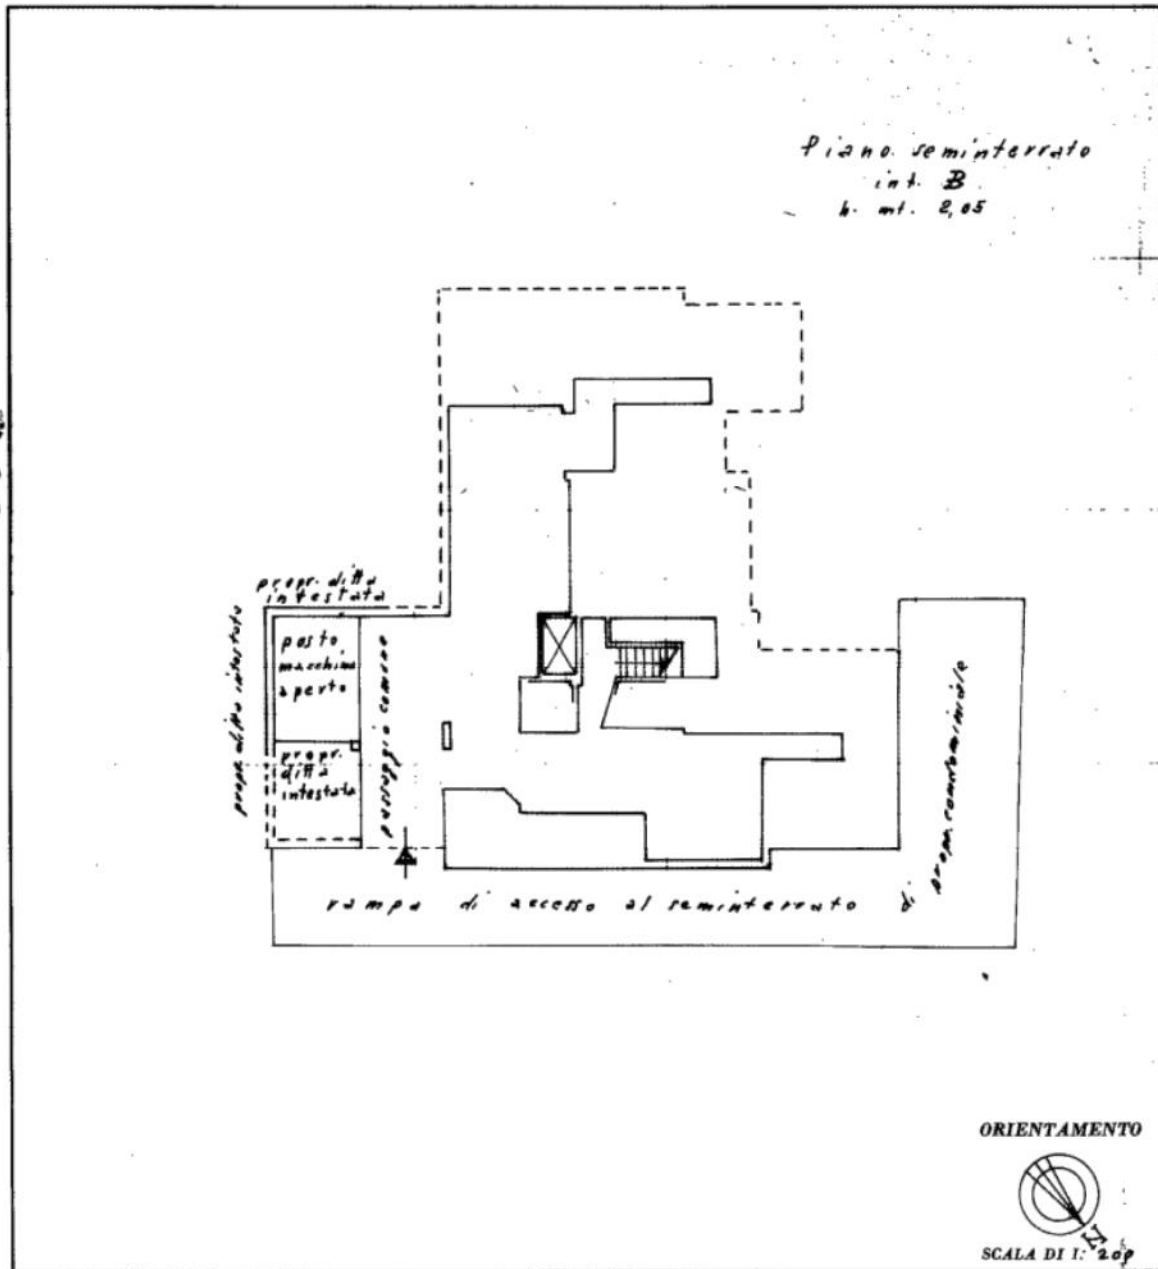 Piano seminterrato
int. B
h. mt. 2,05
propr. ditta
intestata
propr. ditta intestata
posto
macchina
aperto
passaggio comune
propr.
ditta
intestata
rampa di accesso al seminterrato di propr. condominiale
ORIENTAMENTO
N
SCALA DI 1: 200